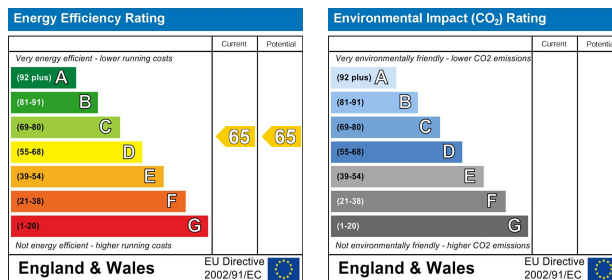 Energy Efficiency Rating
Current Potential
Very energy efficient - lower running costs
(92 plus) A
(81-91) B
(69-80) C
65 65
(55-68) D
(39-54) E
(21-38) F
(1-20) G
Not energy efficient - higher running costs
England & Wales
EU Directive
2002/91/EC
Environmental Impact (CO₂) Rating
Current Potentia
Very environmentally friendly - lower CO2 emissions
(92 plus) A
(81-91) B
(69-80) C
(55-68) D
(39-54) E
(21-38) F
(1-20) G
Not environmentally friendly - higher CO2 emissions
England & Wales
EU Directive
2002/91/EC